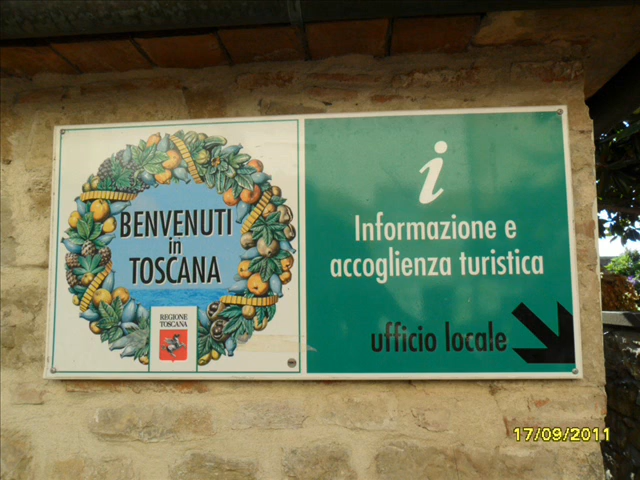 BENVENUTI
in
TOSCANA
REGIONE
TOSCANA
i
Informazione e
accoglienza turistica
ufficio locale
17/09/2011